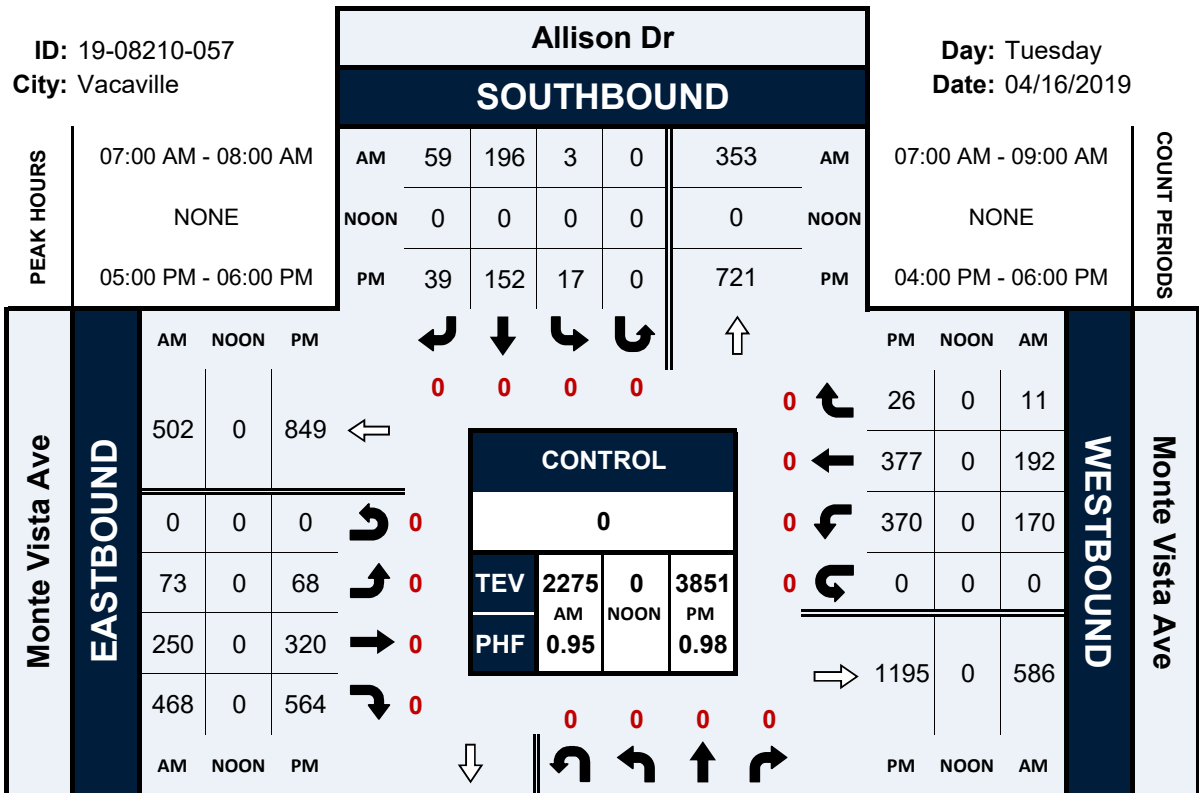 Allison Dr
ID: 19-08210-057
Day: Tuesday
City: Vacaville
Date: 04/16/2019
SOUTHBOUND
PEAK HOURS
07:00 AM - 08:00 AM
NONE
05:00 PM - 06:00 PM
AM 59 196 3 0 353 AM
NOON 0 0 0 0 0 NOON
PM 39 152 17 0 721 PM
07:00 AM - 09:00 AM
NONE
04:00 PM - 06:00 PM
COUNT PERIODS
0 0 0 0
Monte Vista Ave
EASTBOUND
AM NOON PM
502 0 849
0 0 0 0
73 0 68 0
250 0 320 0
468 0 564 0
AM NOON PM
CONTROL
0
TEV 2275 0 3851
AM NOON PM
PHF 0.95 0.98
PM NOON AM
0 26 0 11
0 377 0 192
0 370 0 170
0 0 0 0
1195 0 586
PM NOON AM
WESTBOUND
Monte Vista Ave
0 0 0 0